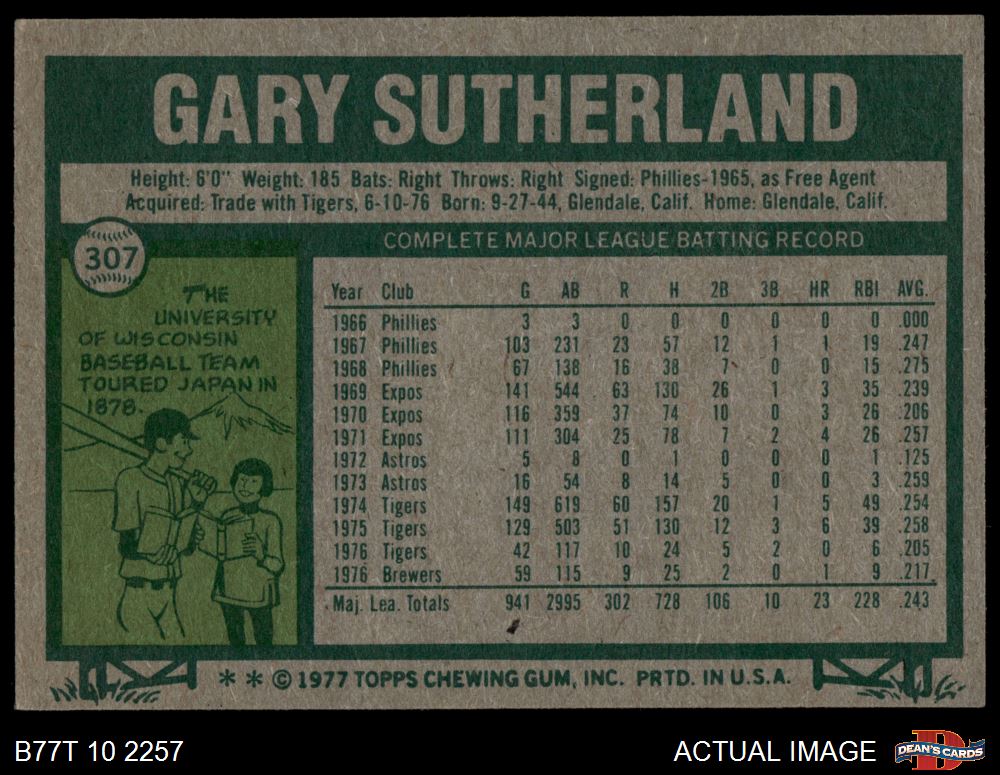 GARY SUTHERLAND
Height: 6'0" Weight: 185 Bats: Right Throws: Right Signed: Phillies-1965, as Free Agent
Acquired: Trade with Tigers, 6-10-76 Born: 9-27-44, Glendale, Calif. Home: Glendale, Calif.
307
THE
UNIVERSITY
OF WISCONSIN
BASEBALL TEAM
TOURED JAPAN IN
1878.
COMPLETE MAJOR LEAGUE BATTING RECORD
Year Club G AB R H 2B 3B HR RBI AVG.
1966 Phillies 3 3 0 0 0 0 0 0 .000
1967 Phillies 103 231 23 57 12 1 1 19 .247
1968 Phillies 67 138 16 38 7 0 0 15 .275
1969 Expos 141 544 63 130 26 1 3 35 .239
1970 Expos 116 359 37 74 10 0 3 26 .206
1971 Expos 111 304 25 78 7 2 4 26 .257
1972 Astros 5 8 0 1 0 0 0 1 .125
1973 Astros 16 54 8 14 5 0 0 3 .259
1974 Tigers 149 619 60 157 20 1 5 49 .254
1975 Tigers 129 503 51 130 12 3 6 39 .258
1976 Tigers 42 117 10 24 5 2 0 6 .205
1976 Brewers 59 115 9 25 2 0 1 9 .217
Maj. Lea. Totals 941 2995 302 728 106 10 23 228 .243
* * © 1977 TOPPS CHEWING GUM, INC. PRTD. IN U.S.A.
B77T 10 2257
ACTUAL IMAGE
D
DEAN'S CARDS